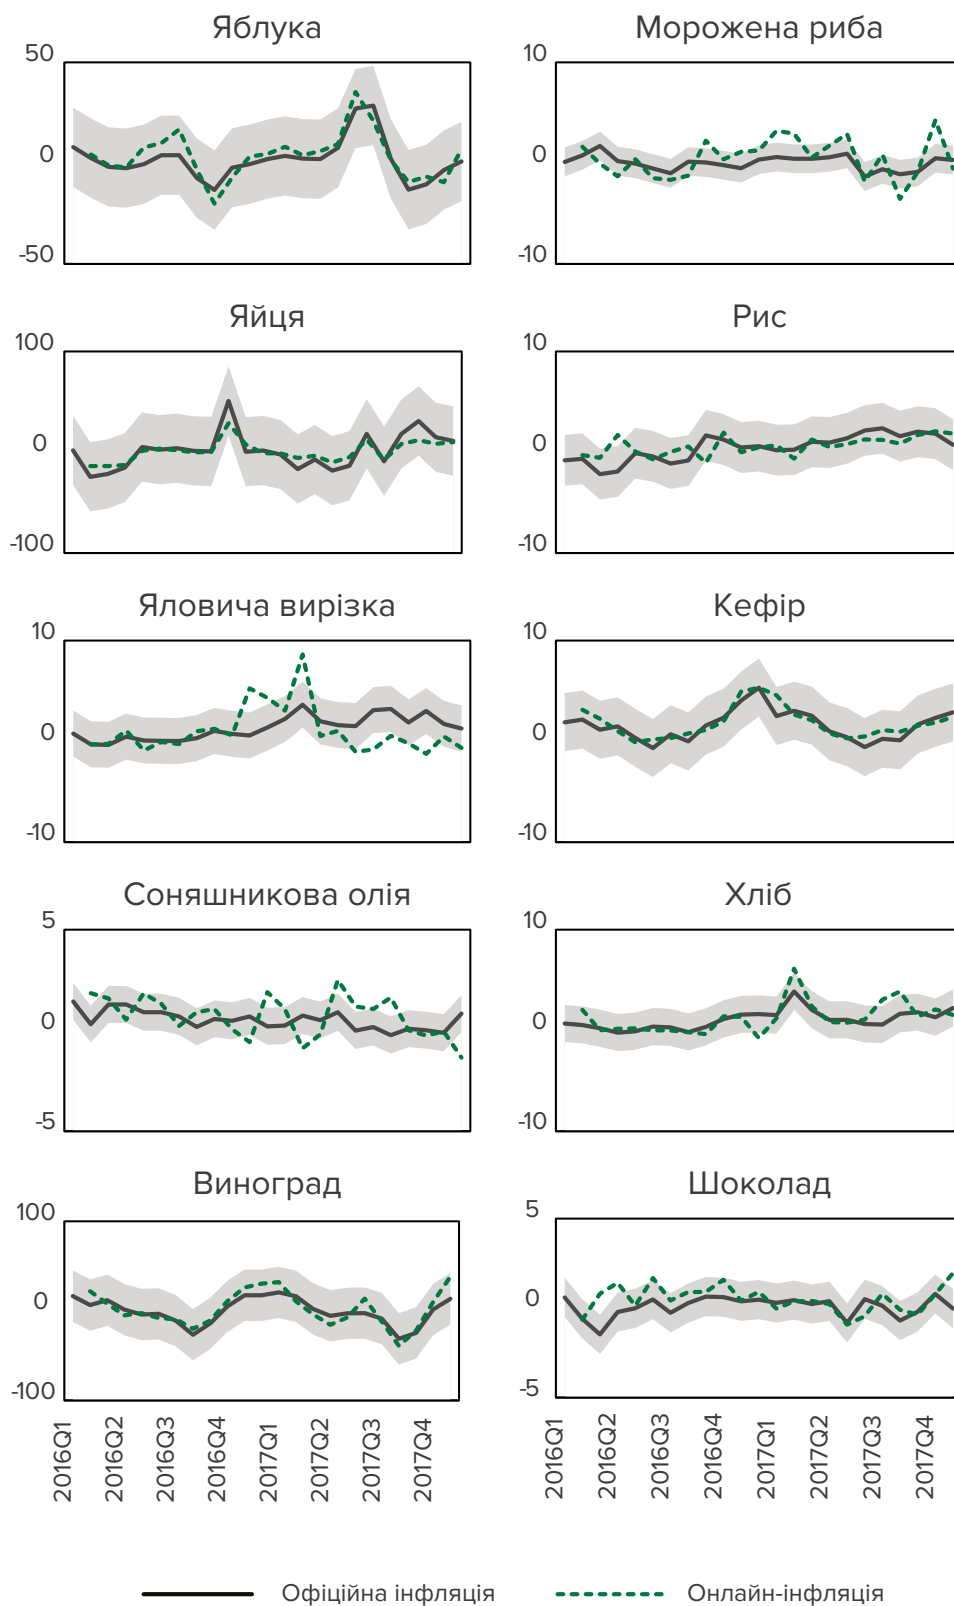 Яблука
50
0
-50
Морожена риба
10
0
-10
Яйця
100
0
-100
Рис
10
0
-10
Яловича вирізка
10
0
-10
Кефір
10
0
-10
Соняшникова олія
5
0
-5
Хліб
10
0
-10
Виноград
100
0
-100
Шоколад
5
0
-5
2016Q1
2016Q2
2016Q3
2016Q4
2017Q1
2017Q2
2017Q3
2017Q4
2016Q1
2016Q2
2016Q3
2016Q4
2017Q1
2017Q2
2017Q3
2017Q4
Офіційна інфляція
Онлайн-інфляція